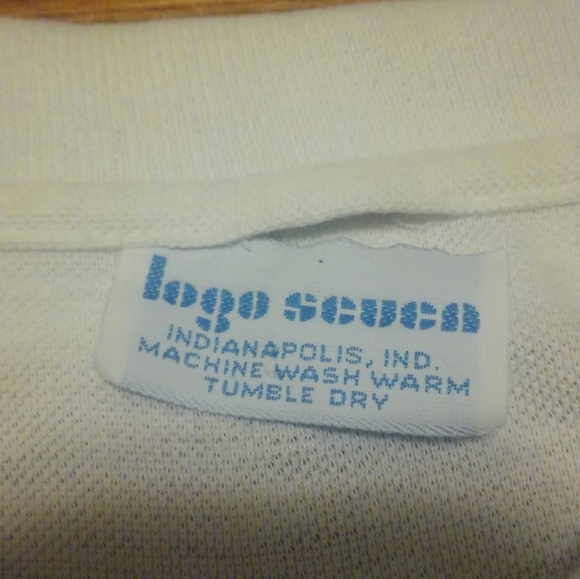 logo seven
INDIANAPOLIS, IND.
MACHINE WASH WARM
TUMBLE DRY